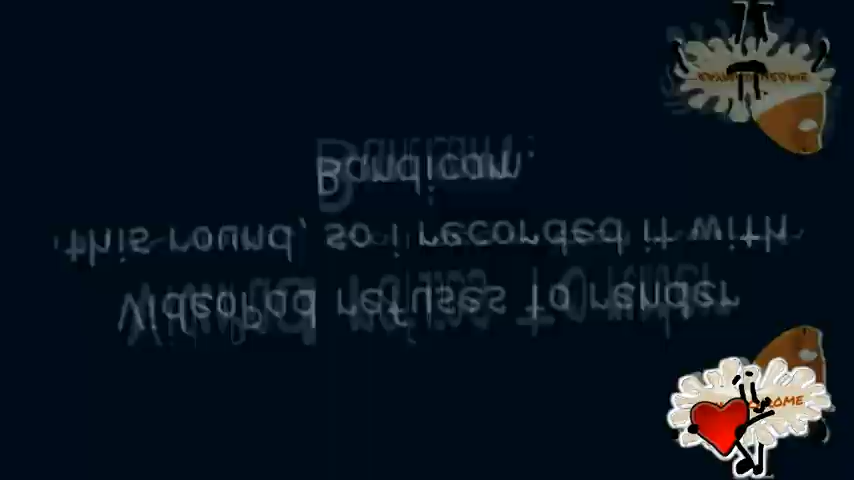 VideoPad refuses to render
this round, so i recorded it with
Bandicam.